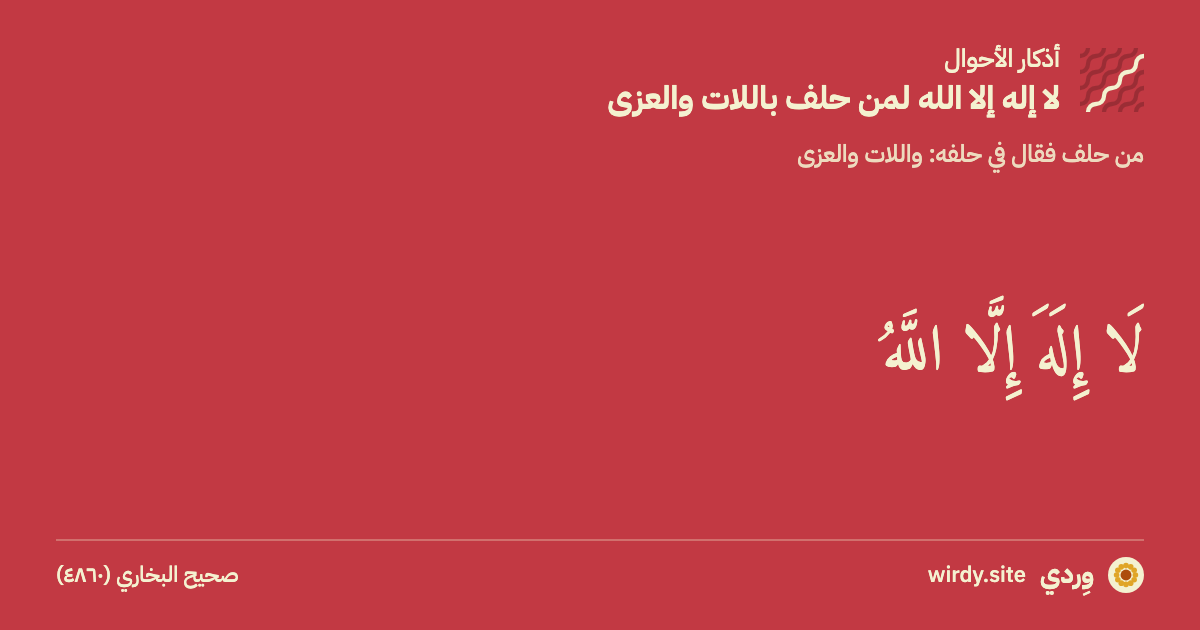 أذكار الأحوال
لا إله إلا الله لمن حلف باللات والعزى
من حلف فقال في حلفه: واللات والعزى
لَا إِلَهََ إِلَّا اللَّهُ
وِردي wirdy.site
صحيح البخاري (٤٨٦٠)